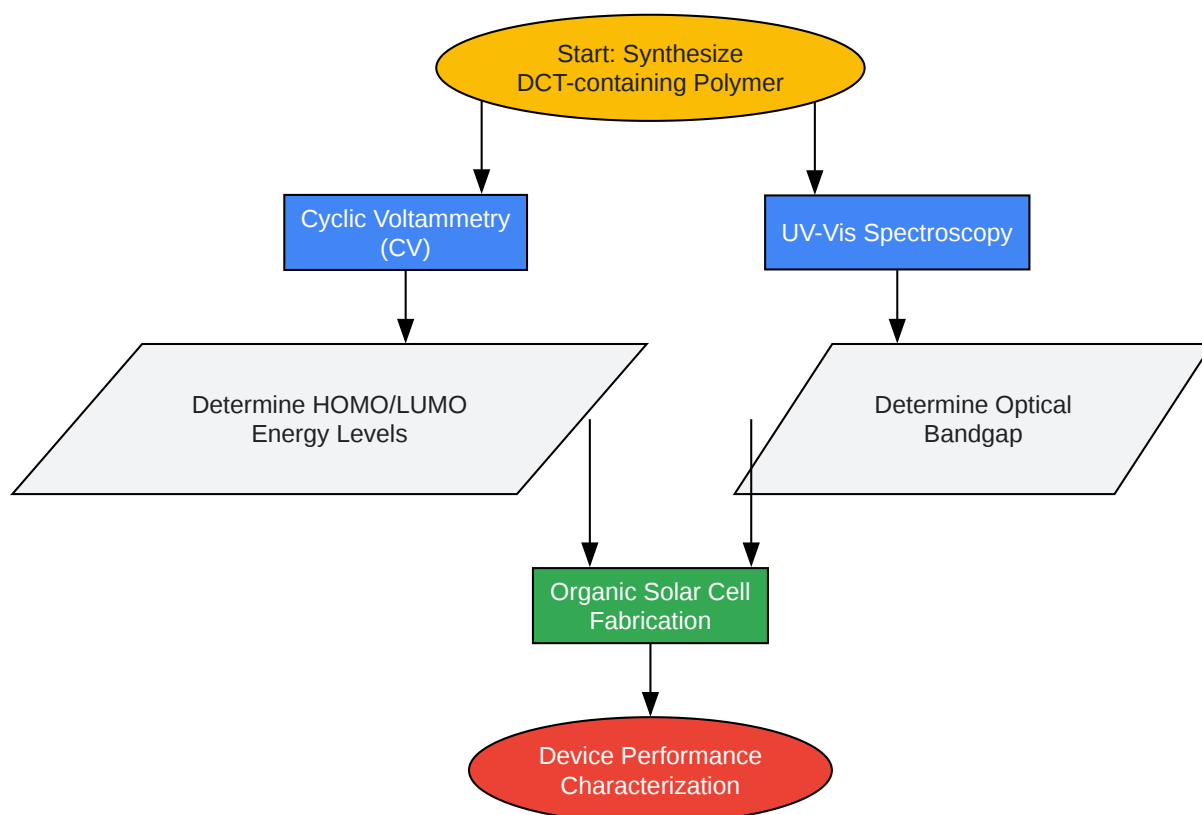 Start: Synthesize
DCT-containing Polymer
Cyclic Voltammetry
(CV)
UV-Vis Spectroscopy
Determine HOMO/LUMO
Energy Levels
Determine Optical
Bandgap
Organic Solar Cell
Fabrication
Device Performance
Characterization